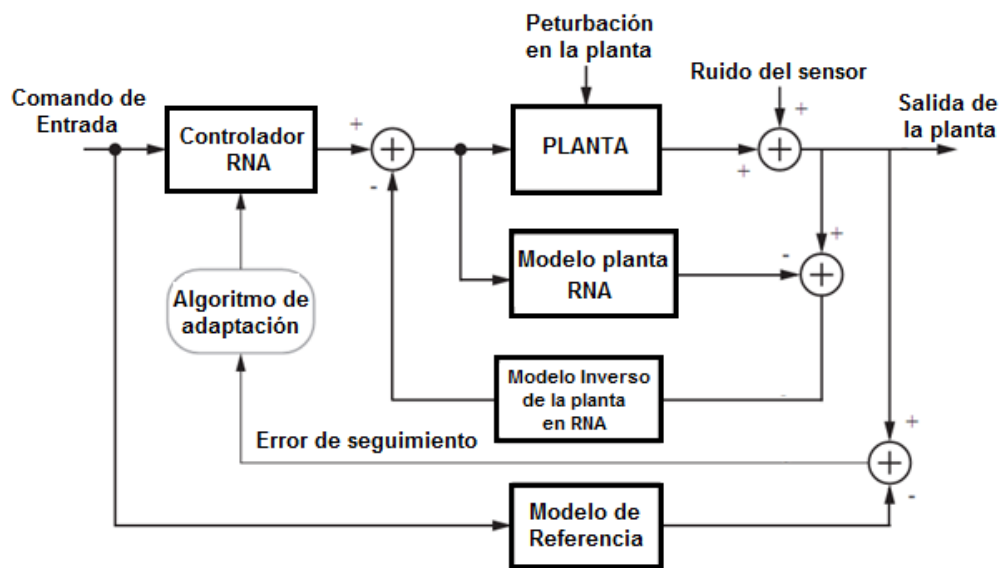 Peturbación
en la planta
Ruido del sensor
Comando de
Entrada
Salida de
la planta
Controlador
RNA
+
-
PLANTA
+
+
Modelo planta
RNA
-
+
Algoritmo de
adaptación
Modelo Inverso
de la planta
en RNA
Error de seguimiento
+
-
Modelo de
Referencia